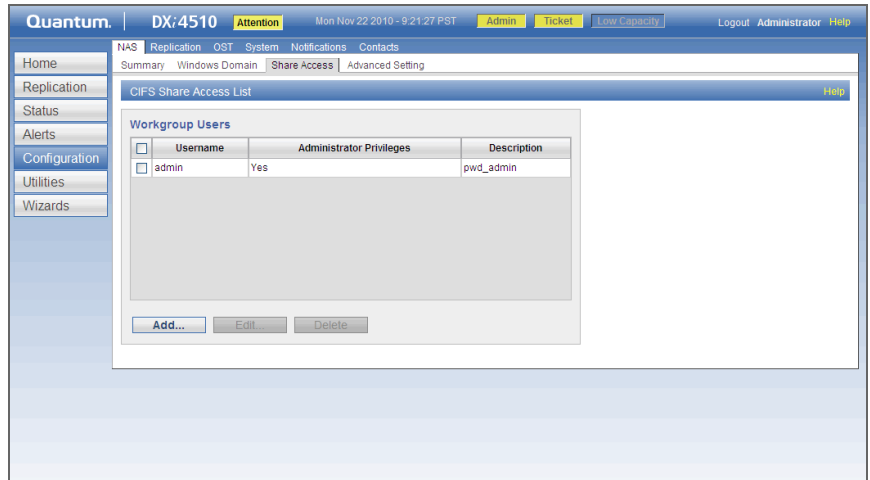 Quantum. DXi4510 Attention Mon Nov 22 2010 - 9:21:27 PST Admin Ticket Low Capacity Logout Administrator Help
NAS Replication OST System Notifications Contacts
Summary Windows Domain Share Access Advanced Setting
Home
Replication
Status
Alerts
Configuration
Utilities
Wizards
CIFS Share Access List Help
Workgroup Users
Username Administrator Privileges Description
admin Yes pwd_admin
Add... Edit... Delete